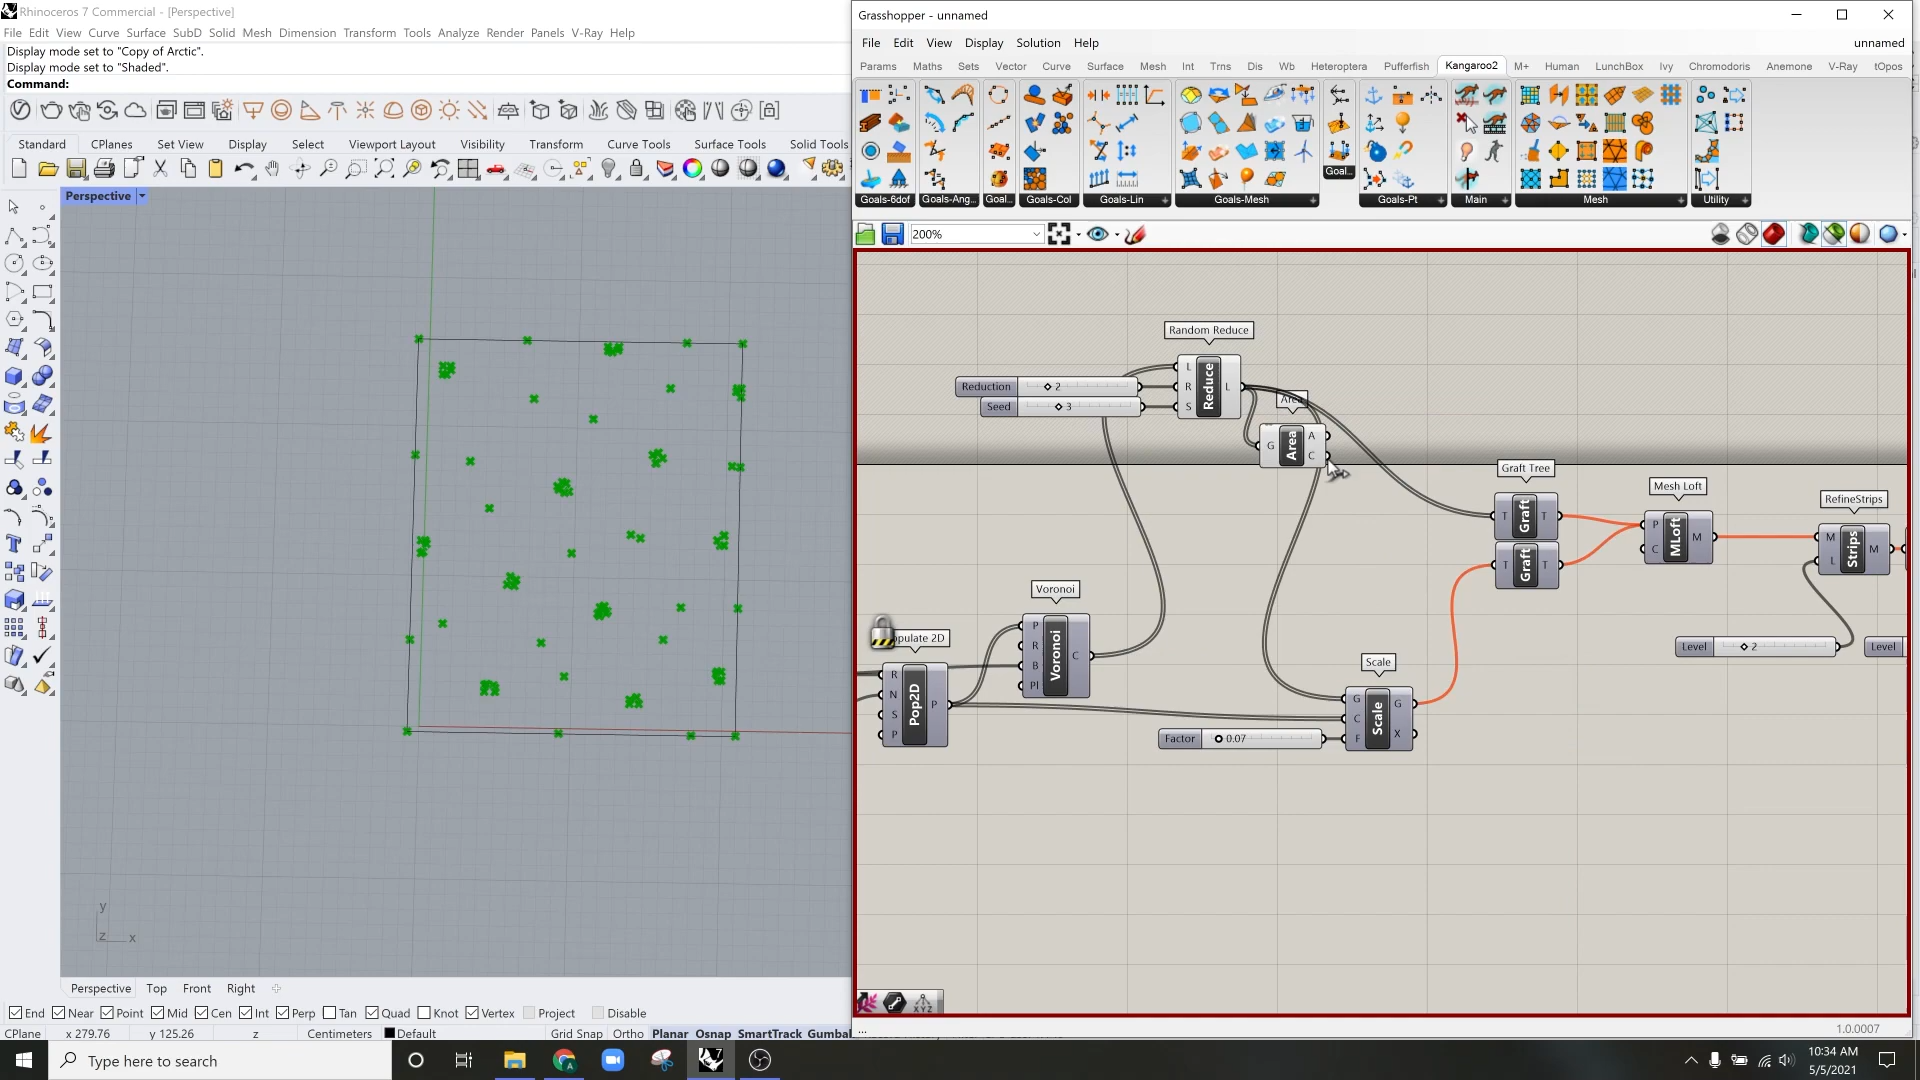 Rhinoceros 7 Commercial - [Perspective]
File Edit View Curve Surface SubD Solid Mesh Dimension Transform Tools Analyze Render Panels V-Ray Help
Display mode set to "Copy of Arctic".
Display mode set to "Shaded".
Command:
Standard CPlanes Set View Display Select Viewport Layout Visibility Transform Curve Tools Surface Tools Solid Tools
Perspective
y
z x
Perspective Top Front Right
End Near Point Mid Cen Int Perp Tan Quad Knot Vertex Project Disable
CPlane x 279.76 y 125.26 z Centimeters Default Grid Snap Ortho Planar Osnap SmartTrack Gumbal
Grasshopper - unnamed
File Edit View Display Solution Help unnamed
Params Maths Sets Vector Curve Surface Mesh Int Trns Dis Wb Heteroptera Pufferfish Kangaroo2 M+ Human LunchBox Ivy Chromodoris Anemone V-Ray tOpos
Goal...
Goals-6dof Goals-Ang... Goal... Goals-Col Goals-Lin Goals-Mesh Goals-Pt Main Mesh Utility
200%
Random Reduce
Reduction 2
Seed 3
L R S Reduce L
Area
G Area A C
Graft Tree
T Graft T
T Graft T
Mesh Loft
P C MLoft M
RefineStrips
M L Strips M
Level 2
Level
Voronoi
P R B Pl Voronoi C
opulate 2D
R N S P Pop2D P
Scale
G C F Scale G X
Factor 0.07
XYZ
...
1.0.0007
Type here to search
10:34 AM
5/5/2021